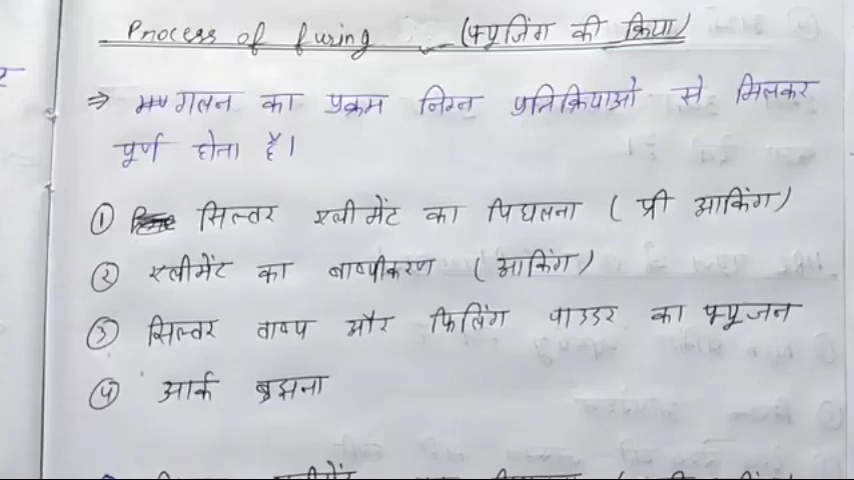 Process of fusing (फ्यूजिंग की क्रिया)
⇒ गलन का प्रक्रम निम्न प्रतिक्रियाओ से मिलकर
पूर्ण होता है।
① सिल्वर एलीमेंट का पिघलना (प्री आर्किंग)
② एलीमेंट का वाष्पीकरण (आर्किंग)
③ सिल्वर वाष्प और फिलिंग पाउडर का फ्यूजन
④ आर्क बुझना